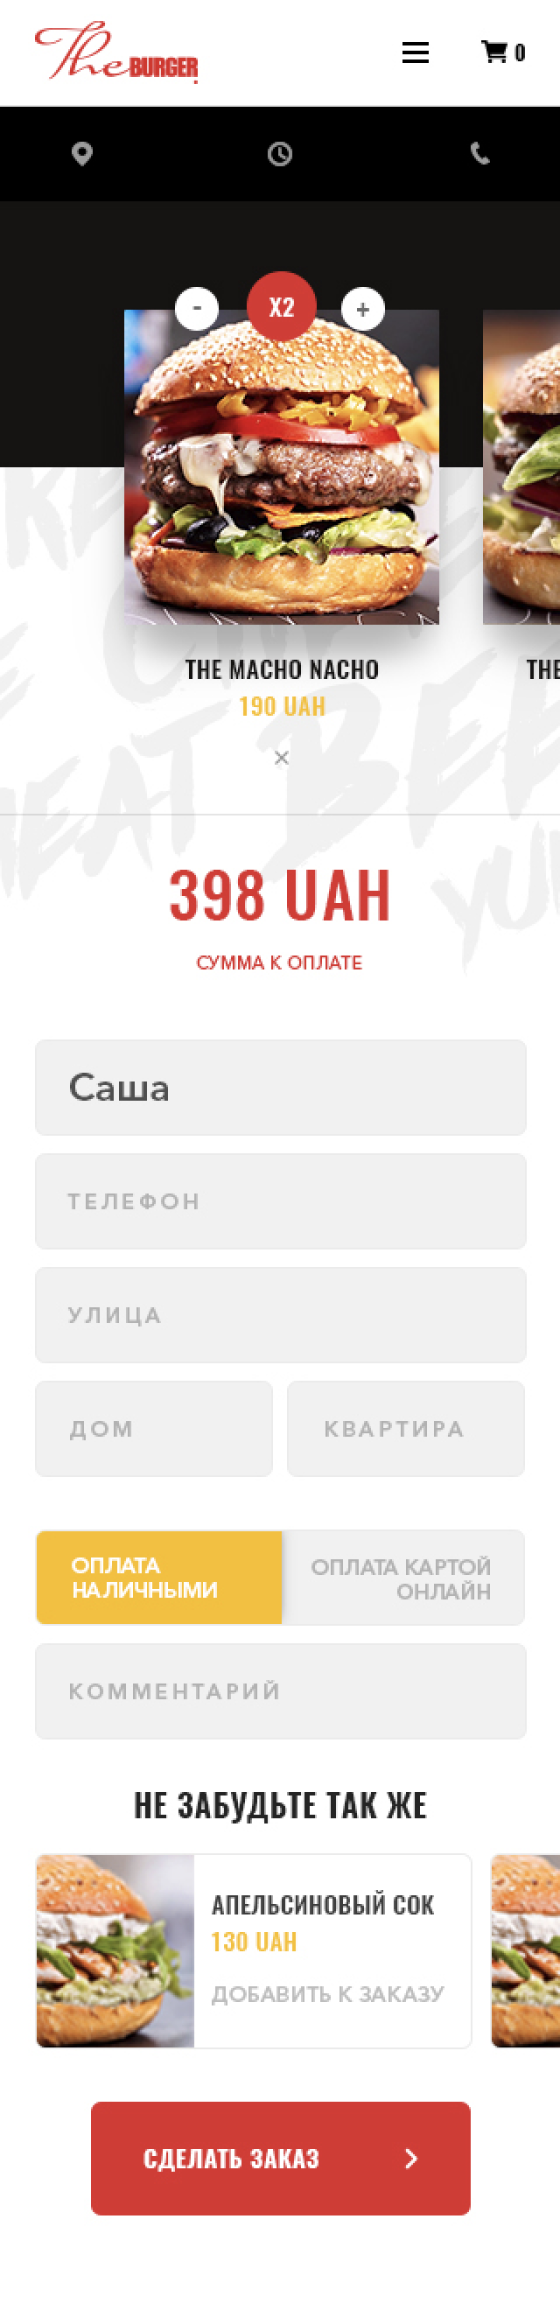 The BURGER
0
- X2 +
THE MACHO NACHO
THE
190 UAH
×
398 UAH
СУММА К ОПЛАТЕ
Саша
ТЕЛЕФОН
УЛИЦА
ДОМ
КВАРТИРА
ОПЛАТА
НАЛИЧНЫМИ
ОПЛАТА КАРТОЙ
ОНЛАЙН
КОММЕНТАРИЙ
НЕ ЗАБУДЬТЕ ТАК ЖЕ
АПЕЛЬСИНОВЫЙ СОК
130 UAH
ДОБАВИТЬ К ЗАКАЗУ
СДЕЛАТЬ ЗАКАЗ